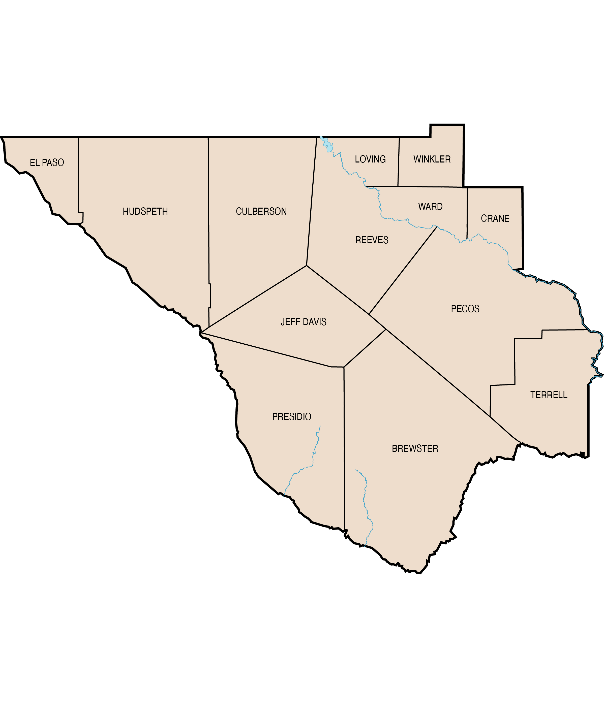 LOVING
WINKLER
EL PASO
WARD
HUDSPETH
CULBERSON
CRANE
REEVES
PECOS
JEFF DAVIS
TERRELL
PRESIDIO
BREWSTER